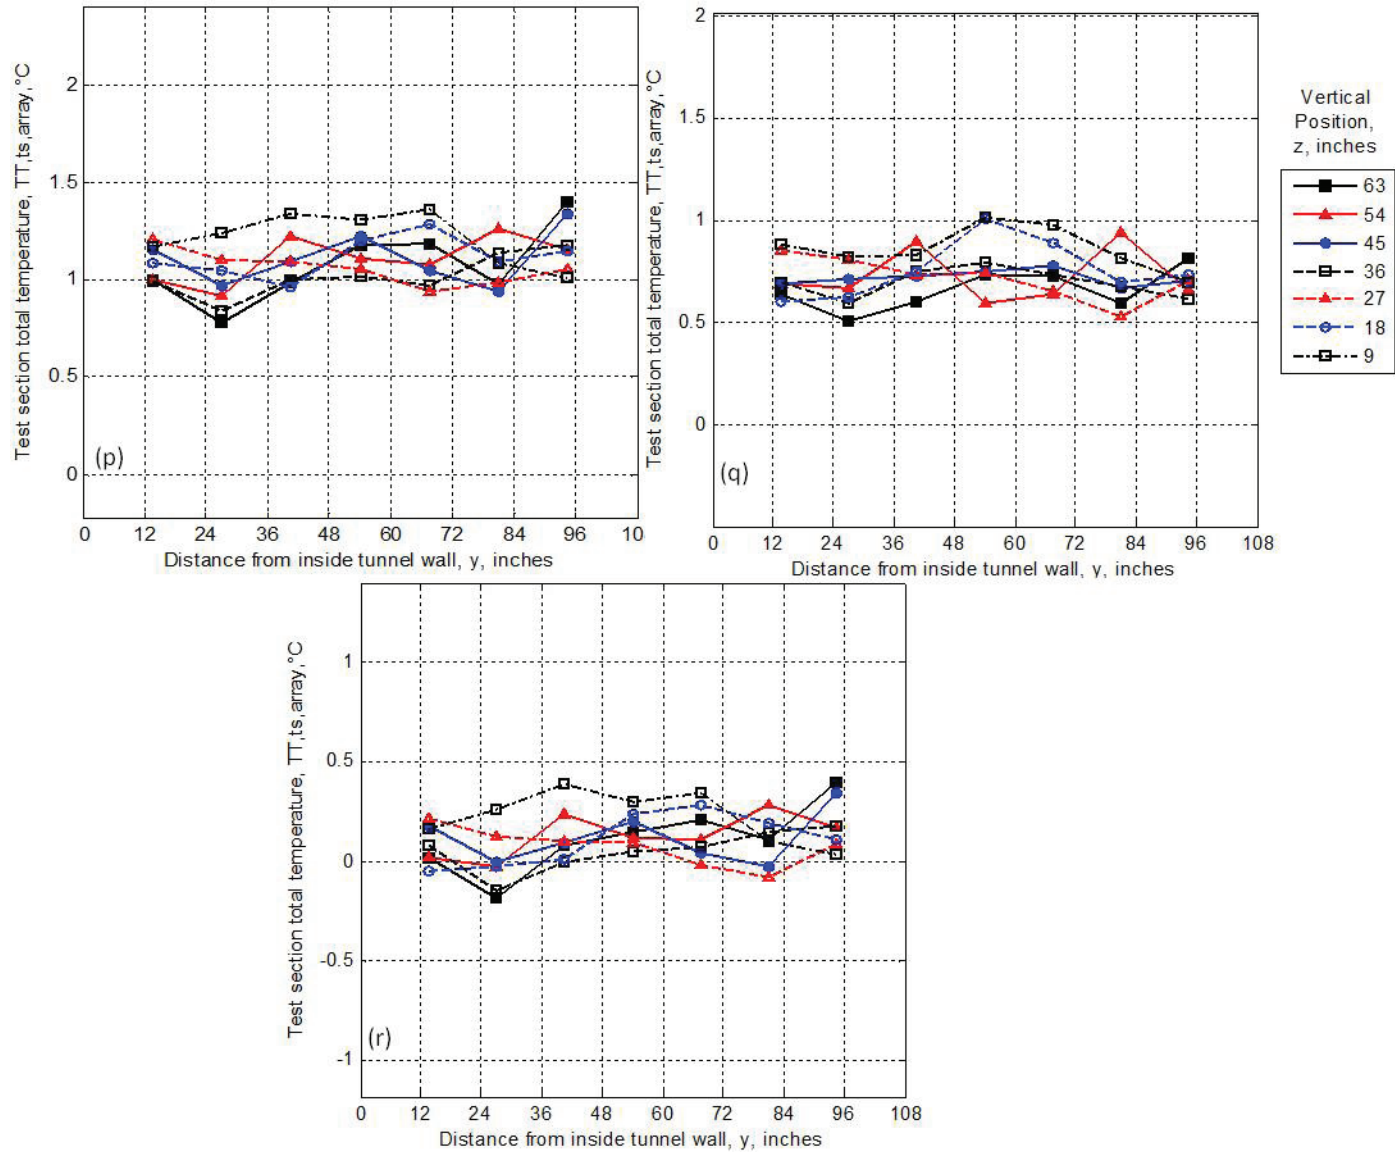 Test section total temperature, TT,ts,array,°C
2
1.5
1
0.5
0
(p)
0 12 24 36 48 60 72 84 96 10
Distance from inside tunnel wall, y, inches
Test section total temperature, TT,ts,array,°C
2
1.5
1
0.5
0
(q)
0 12 24 36 48 60 72 84 96 108
Distance from inside tunnel wall, y, inches
Vertical
Position,
z, inches
63
54
45
36
27
18
9
Test section total temperature, TT,ts,array,°C
1
0.5
0
-0.5
-1
(r)
0 12 24 36 48 60 72 84 96 108
Distance from inside tunnel wall, y, inches